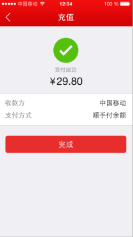 中国移动 12:34 100%
充值
支付成功
¥29.80
收款方 中国移动
支付方式 顺手付余额
完成